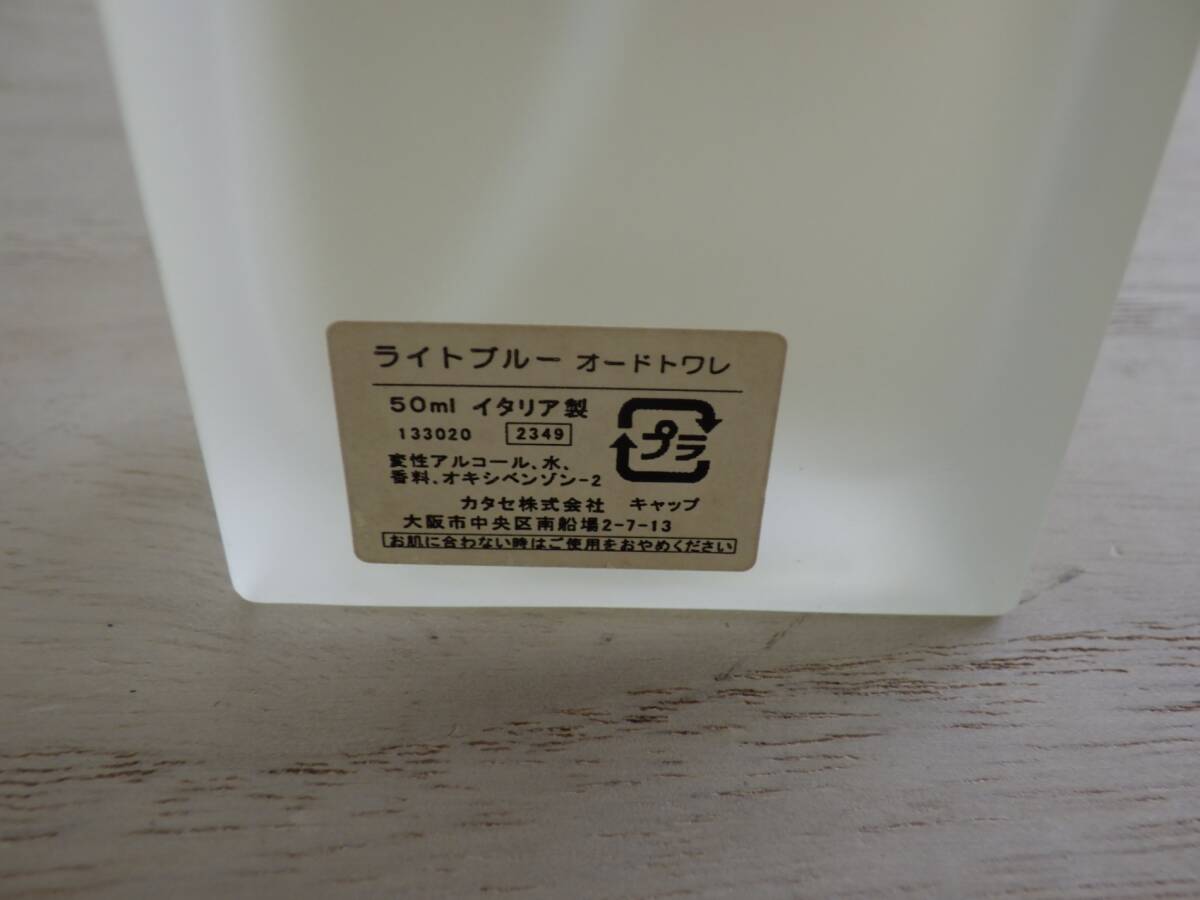 ライトブルー オードトワレ
50ml イタリア製
133020 2349
プラ
変性アルコール、水、
香料、オキシベンゾン-2
カタセ株式会社 キャップ
大阪市中央区南船場2-7-13
お肌に合わない時はご使用をおやめください